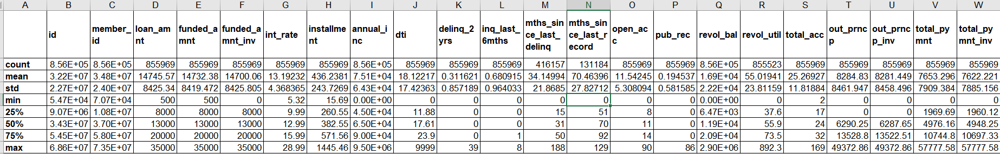 A B C D E F G H I J K L M N O P Q R S T U V W
id member_id loan_amnt funded_amnt funded_amnt_inv int_rate installment annual_inc dti delinq_2yrs inq_last_6mths mths_since_last_delinq mths_since_last_record open_acc pub_rec revol_bal revol_util total_acc out_prncp out_prncp_inv total_pymnt total_pymnt_inv
count 8.56E+05 8.56E+05 855969 855969 855969 855969 855969 8.56E+05 855969 855969 855969 416157 131184 855969 855969 8.56E+05 855523 855969 855969 855969 855969 855969
mean 3.22E+07 3.48E+07 14745.57 14732.38 14700.06 13.19232 436.2381 7.51E+04 18.12217 0.311621 0.680915 34.14994 70.46396 11.54245 0.194537 1.69E+04 55.01941 25.26927 8284.83 8281.449 7653.296 7622.221
std 2.27E+07 2.40E+07 8425.34 8419.472 8425.805 4.368365 243.7269 6.43E+04 17.42363 0.857189 0.964033 21.8685 27.82712 5.308094 0.581585 2.22E+04 23.81159 11.81884 8461.947 8458.496 7909.384 7885.156
min 5.47E+04 7.07E+04 500 500 0 5.32 15.69 0.00E+00 0 0 0 0 0 0 0 0.00E+00 0 2 0 0 0 0
25% 9.07E+06 1.08E+07 8000 8000 8000 9.99 260.55 4.50E+04 11.88 0 0 15 51 8 0 6.47E+03 37.6 17 0 0 1969.69 1960.12
50% 3.43E+07 3.70E+07 13000 13000 13000 12.99 382.55 6.50E+04 17.61 0 0 31 70 11 0 1.19E+04 55.9 24 6290.25 6287.65 4976.16 4948.25
75% 5.45E+07 5.80E+07 20000 20000 20000 15.99 571.56 9.00E+04 23.9 0 1 50 92 14 0 2.09E+04 73.5 32 13528.8 13522.51 10744.8 10697.33
max 6.86E+07 7.35E+07 35000 35000 35000 28.99 1445.46 9.50E+06 9999 39 8 188 129 90 86 2.90E+06 892.3 169 49372.86 49372.86 57777.58 57777.58